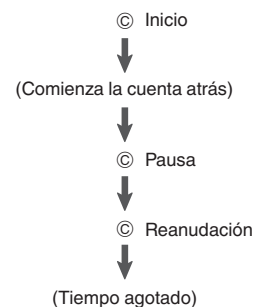 © Inicio
(Comienza la cuenta atrás)
© Pausa
© Reanudación
(Tiempo agotado)